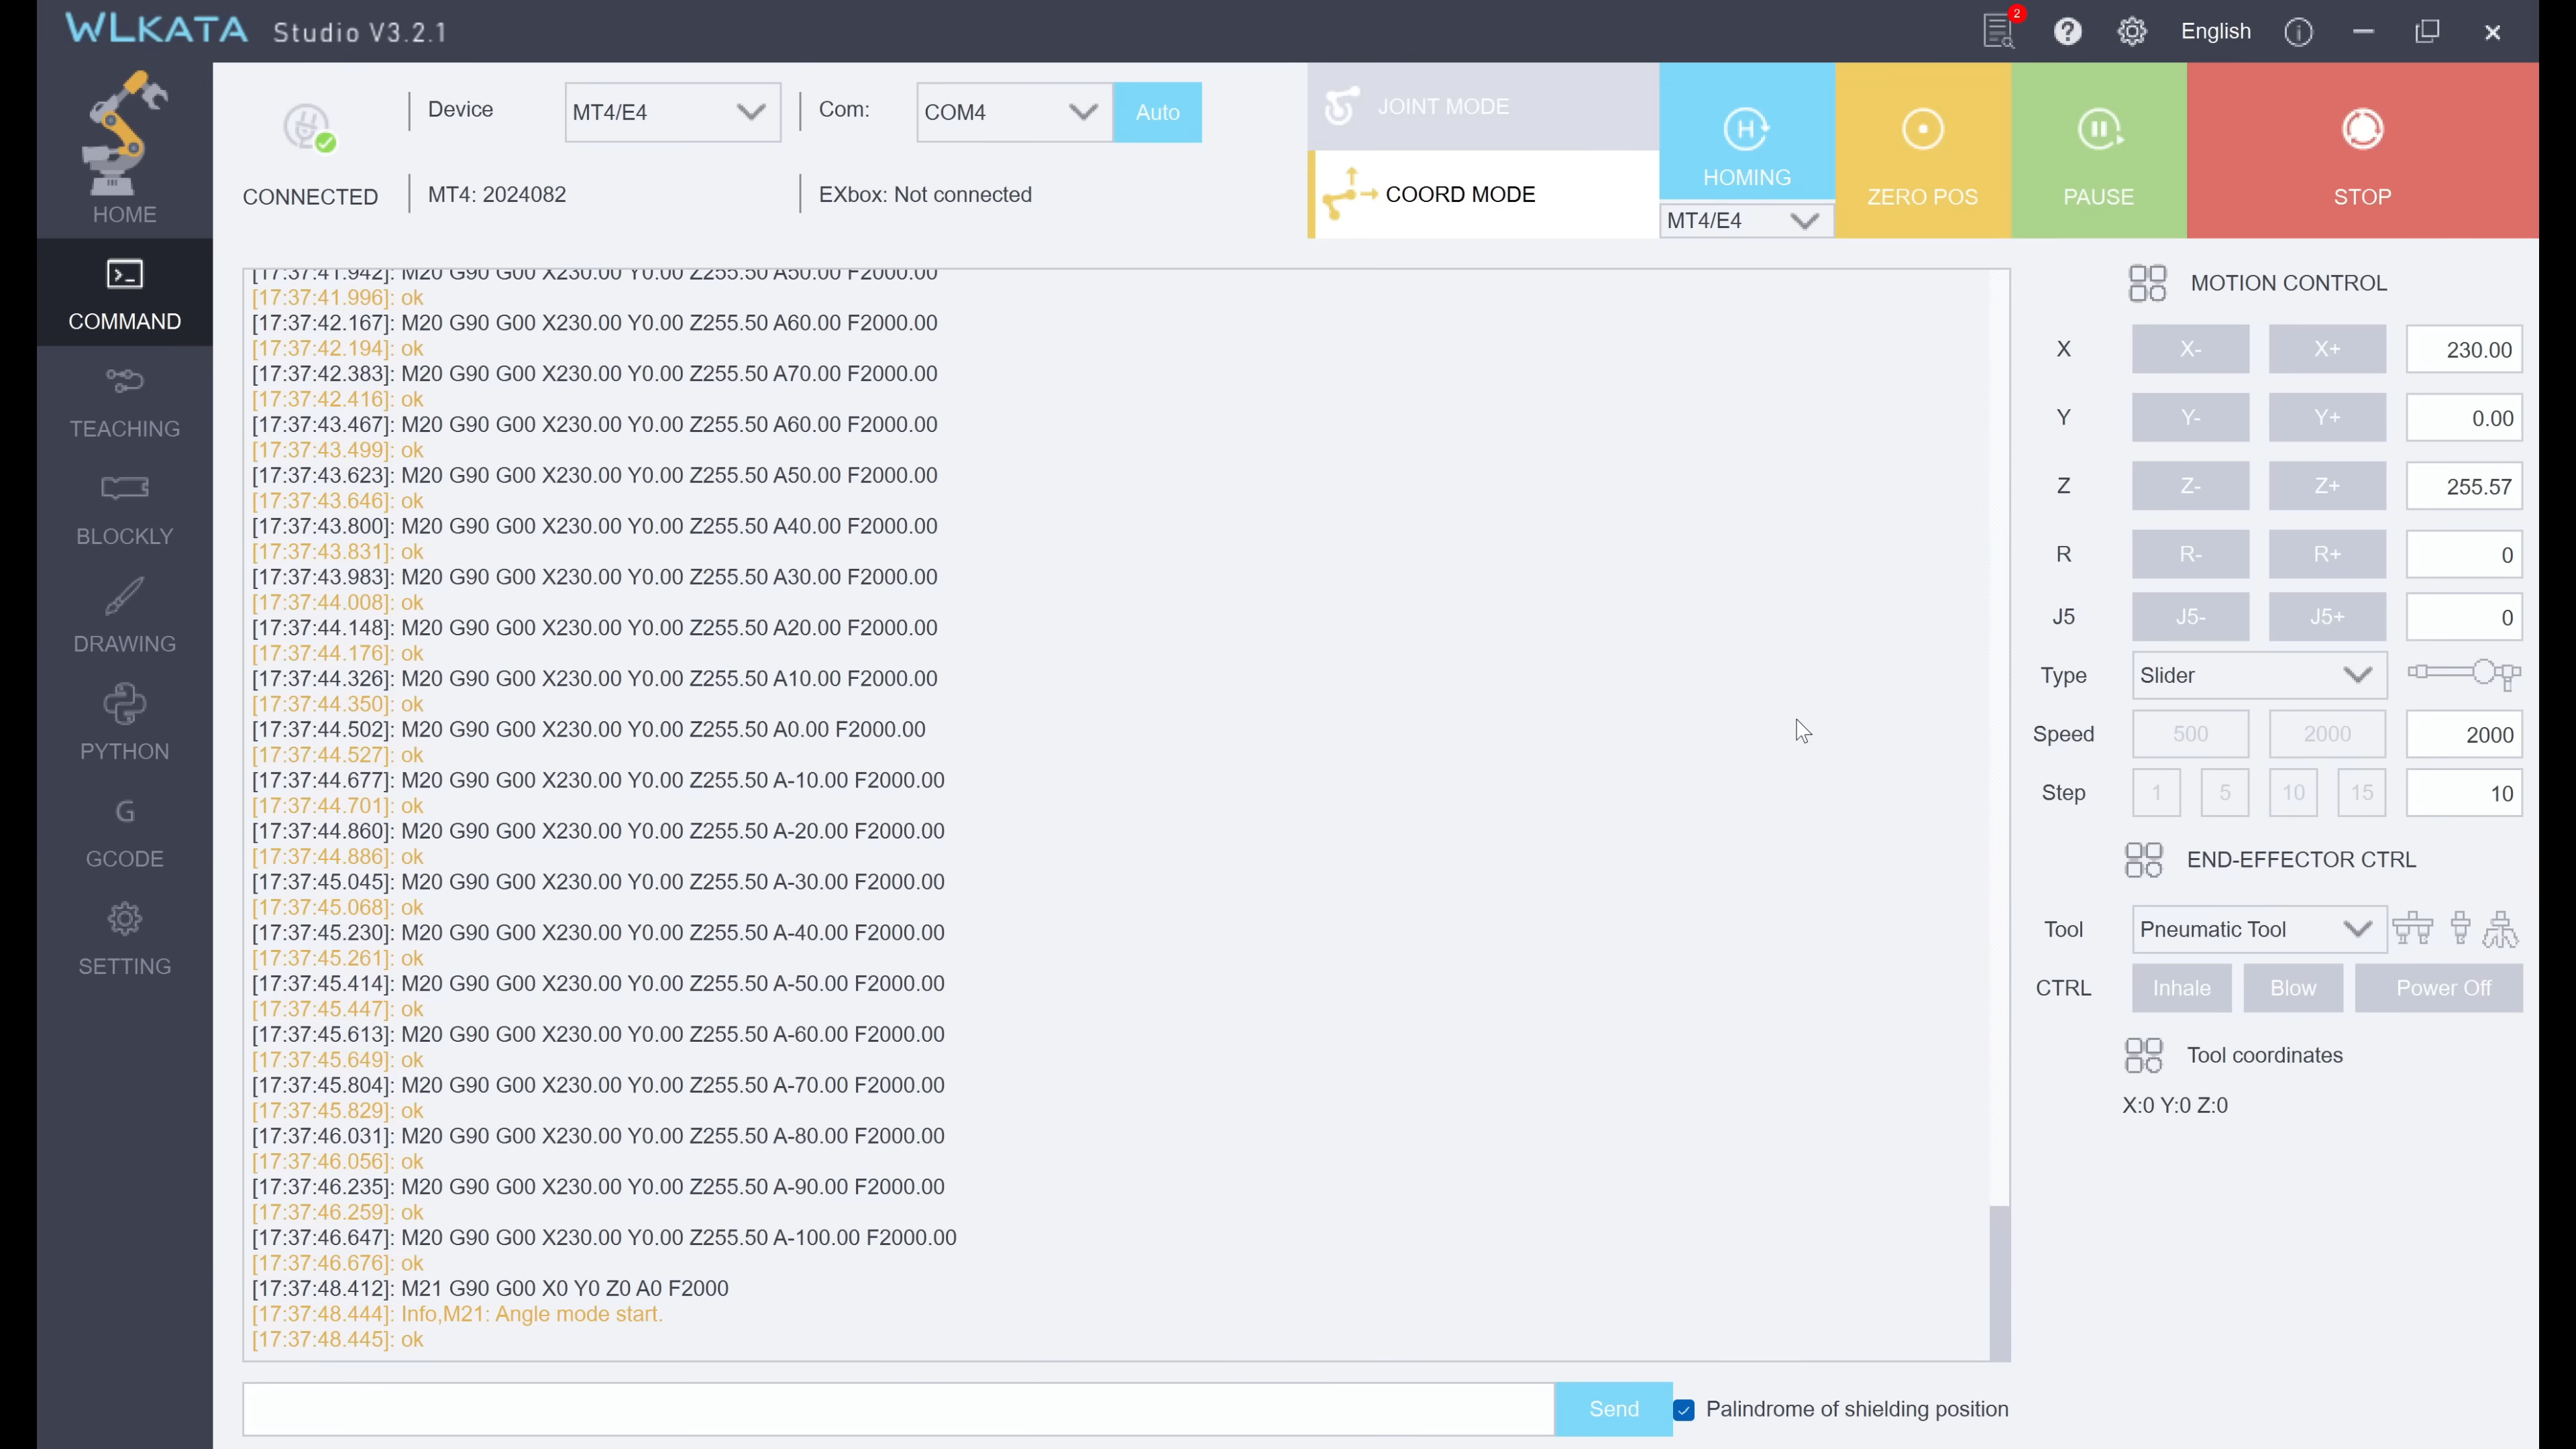 WLKATA Studio V3.2.1
2
English
HOME
COMMAND
TEACHING
BLOCKLY
DRAWING
PYTHON
G
GCODE
SETTING
Device
MT4/E4
Com:
COM4
Auto
CONNECTED
MT4: 2024082
EXbox: Not connected
JOINT MODE
COORD MODE
H
HOMING
MT4/E4
ZERO POS
PAUSE
STOP
[17:37:41.942]: M20 G90 G00 X230.00 Y0.00 Z255.50 A50.00 F2000.00
[17:37:41.996]: ok
[17:37:42.167]: M20 G90 G00 X230.00 Y0.00 Z255.50 A60.00 F2000.00
[17:37:42.194]: ok
[17:37:42.383]: M20 G90 G00 X230.00 Y0.00 Z255.50 A70.00 F2000.00
[17:37:42.416]: ok
[17:37:43.467]: M20 G90 G00 X230.00 Y0.00 Z255.50 A60.00 F2000.00
[17:37:43.499]: ok
[17:37:43.623]: M20 G90 G00 X230.00 Y0.00 Z255.50 A50.00 F2000.00
[17:37:43.646]: ok
[17:37:43.800]: M20 G90 G00 X230.00 Y0.00 Z255.50 A40.00 F2000.00
[17:37:43.831]: ok
[17:37:43.983]: M20 G90 G00 X230.00 Y0.00 Z255.50 A30.00 F2000.00
[17:37:44.008]: ok
[17:37:44.148]: M20 G90 G00 X230.00 Y0.00 Z255.50 A20.00 F2000.00
[17:37:44.176]: ok
[17:37:44.326]: M20 G90 G00 X230.00 Y0.00 Z255.50 A10.00 F2000.00
[17:37:44.350]: ok
[17:37:44.502]: M20 G90 G00 X230.00 Y0.00 Z255.50 A0.00 F2000.00
[17:37:44.527]: ok
[17:37:44.677]: M20 G90 G00 X230.00 Y0.00 Z255.50 A-10.00 F2000.00
[17:37:44.701]: ok
[17:37:44.860]: M20 G90 G00 X230.00 Y0.00 Z255.50 A-20.00 F2000.00
[17:37:44.886]: ok
[17:37:45.045]: M20 G90 G00 X230.00 Y0.00 Z255.50 A-30.00 F2000.00
[17:37:45.068]: ok
[17:37:45.230]: M20 G90 G00 X230.00 Y0.00 Z255.50 A-40.00 F2000.00
[17:37:45.261]: ok
[17:37:45.414]: M20 G90 G00 X230.00 Y0.00 Z255.50 A-50.00 F2000.00
[17:37:45.447]: ok
[17:37:45.613]: M20 G90 G00 X230.00 Y0.00 Z255.50 A-60.00 F2000.00
[17:37:45.649]: ok
[17:37:45.804]: M20 G90 G00 X230.00 Y0.00 Z255.50 A-70.00 F2000.00
[17:37:45.829]: ok
[17:37:46.031]: M20 G90 G00 X230.00 Y0.00 Z255.50 A-80.00 F2000.00
[17:37:46.056]: ok
[17:37:46.235]: M20 G90 G00 X230.00 Y0.00 Z255.50 A-90.00 F2000.00
[17:37:46.259]: ok
[17:37:46.647]: M20 G90 G00 X230.00 Y0.00 Z255.50 A-100.00 F2000.00
[17:37:46.676]: ok
[17:37:48.412]: M21 G90 G00 X0 Y0 Z0 A0 F2000
[17:37:48.444]: Info,M21: Angle mode start.
[17:37:48.445]: ok
Send
Palindrome of shielding position
MOTION CONTROL
X X- X+ 230.00
Y Y- Y+ 0.00
Z Z- Z+ 255.57
R R- R+ 0
J5 J5- J5+ 0
Type Slider
Speed 500 2000 2000
Step 1 5 10 15 10
END-EFFECTOR CTRL
Tool Pneumatic Tool
CTRL Inhale Blow Power Off
Tool coordinates
X:0 Y:0 Z:0